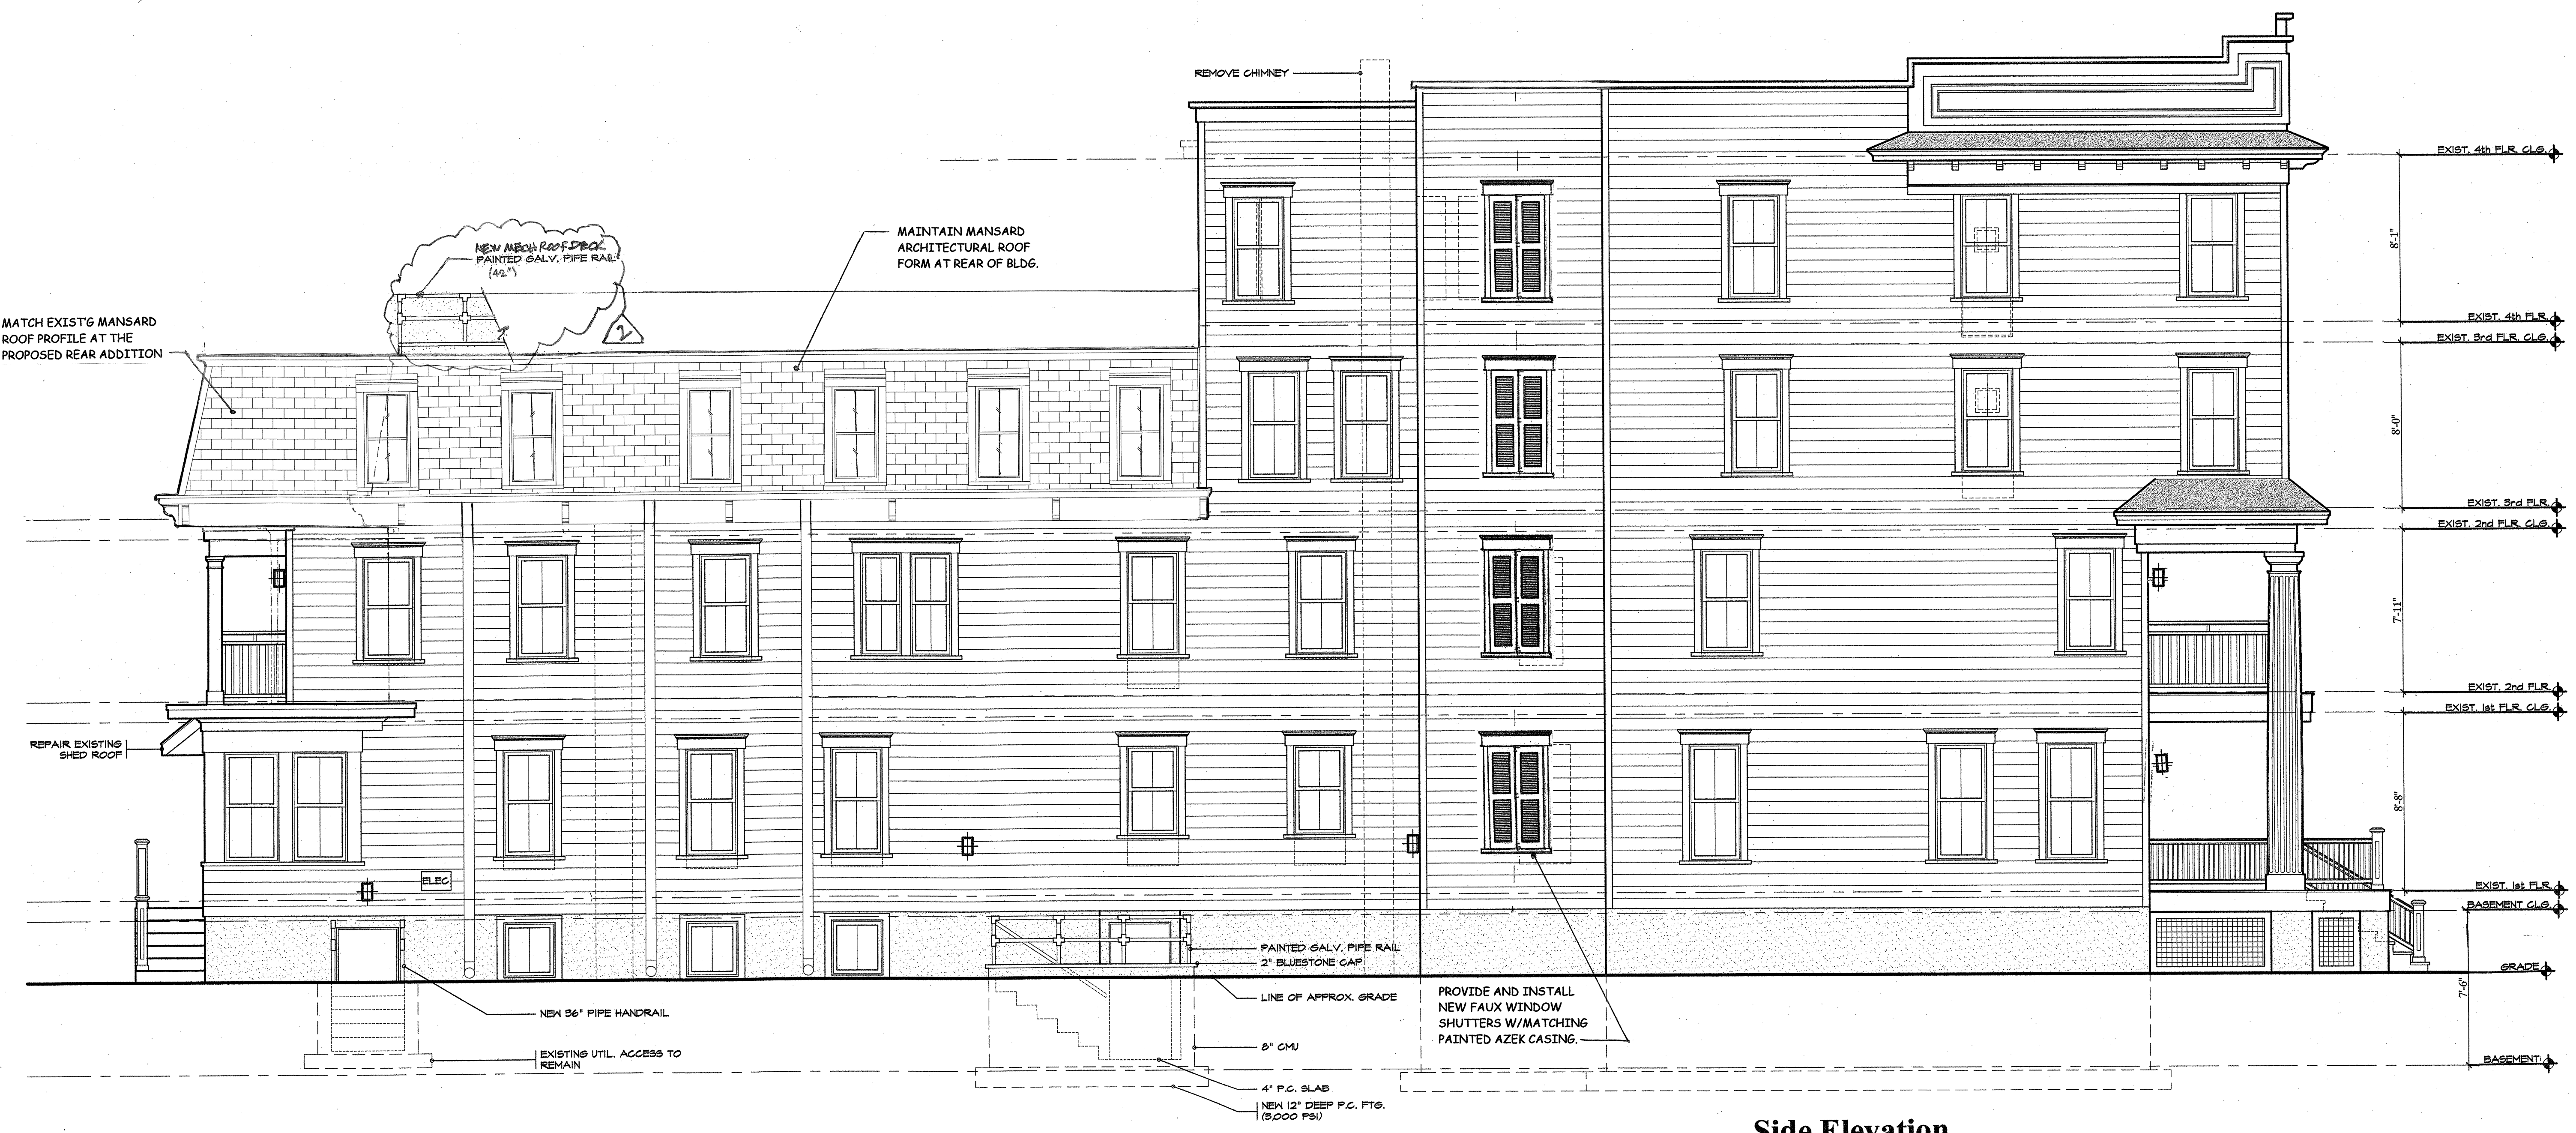 REMOVE CHIMNEY
EXIST. 4th FLR. CLG.
8'-1"
NEW MECH ROOF DECK
PAINTED GALV. PIPE RAIL
(42")
2
MAINTAIN MANSARD
ARCHITECTURAL ROOF
FORM AT REAR OF BLDG.
MATCH EXIST'G MANSARD
ROOF PROFILE AT THE
PROPOSED REAR ADDITION
EXIST. 4th FLR.
EXIST. 3rd FLR. CLG.
8'-0"
EXIST. 3rd FLR.
EXIST. 2nd FLR. CLG.
7'-11"
EXIST. 2nd FLR.
EXIST. 1st FLR. CLG.
REPAIR EXISTING
SHED ROOF
8'-8"
ELEC.
EXIST. 1st FLR.
BASEMENT CLG.
PAINTED GALV. PIPE RAIL
2" BLUESTONE CAP
GRADE
7'-6"
LINE OF APPROX. GRADE
PROVIDE AND INSTALL
NEW FAUX WINDOW
SHUTTERS W/MATCHING
PAINTED AZEK CASING.
NEW 36" PIPE HANDRAIL
8" CMU
EXISTING UTIL. ACCESS TO
REMAIN
BASEMENT
4" P.C. SLAB
NEW 12" DEEP P.C. FTG.
(3,000 PSI)
Side Elevation